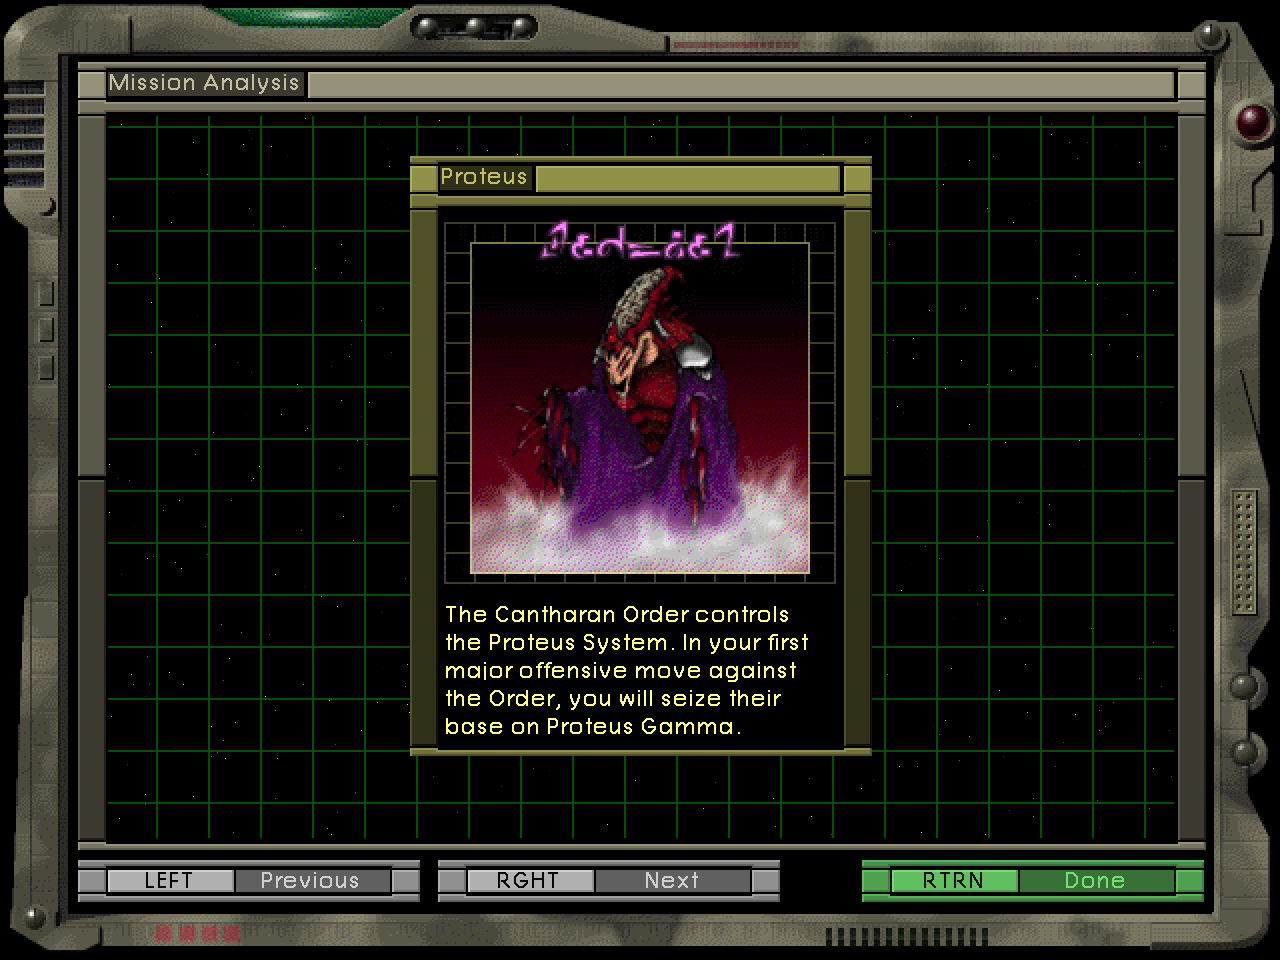 Mission Analysis
Proteus
The Cantharan Order controls
the Proteus System. In your first
major offensive move against
the Order, you will seize their
base on Proteus Gamma.
LEFT Previous RGHT Next RTRN Done